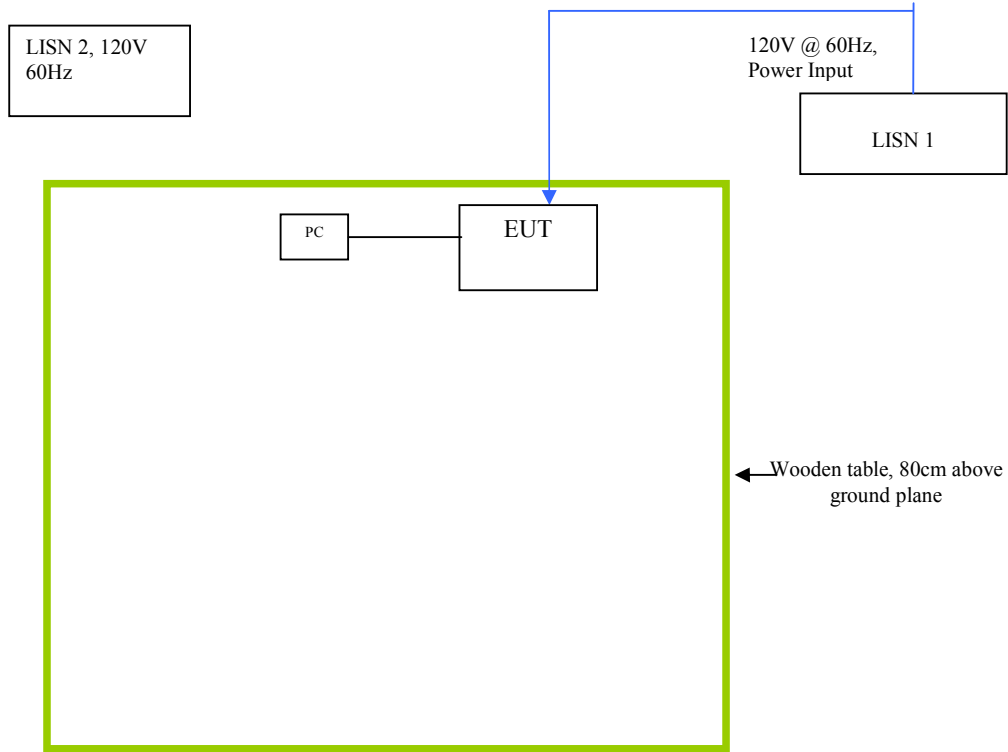 LISN 2, 120V
60Hz
120V @ 60Hz,
Power Input
LISN 1
PC
EUT
Wooden table, 80cm above
ground plane